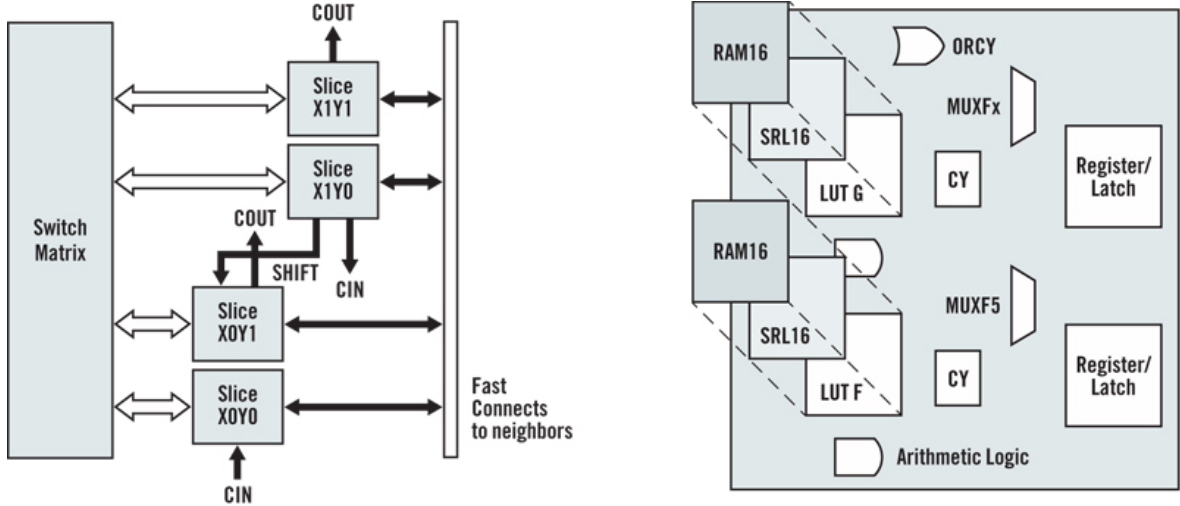 COUT
Slice
X1Y1
Slice
X1Y0
Switch
Matrix
COUT
SHIFT
CIN
Slice
X0Y1
Slice
X0Y0
Fast
Connects
to neighbors
CIN
RAM16
ORCY
MUXFx
SRL16
Register/
Latch
CY
LUT G
RAM16
MUXF5
SRL16
Register/
Latch
CY
LUT F
Arithmetic Logic